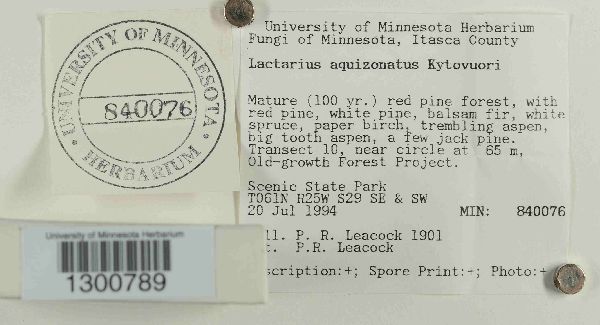 UNIVERSITY OF MINNESOTA
840076
HERBARIUM
University of Minnesota Herbarium
Fungi of Minnesota, Itasca County
Lactarius aquizonatus Kytovuori
Mature (100 yr.) red pine forest, with
red pine, white pine, balsam fir, white
spruce, paper birch, trembling aspen,
big tooth aspen, a few jack pine.
Transect 10, near circle at 65 m,
Old-growth Forest Project.
Scenic State Park
T061N R25W S29 SE & SW
20 Jul 1994 MIN: 840076
ll. P. R. Leacock 1901
t. P.R. Leacock
scription:+; Spore Print:-; Photo:+
University of Minnesota Herbarium
1300789